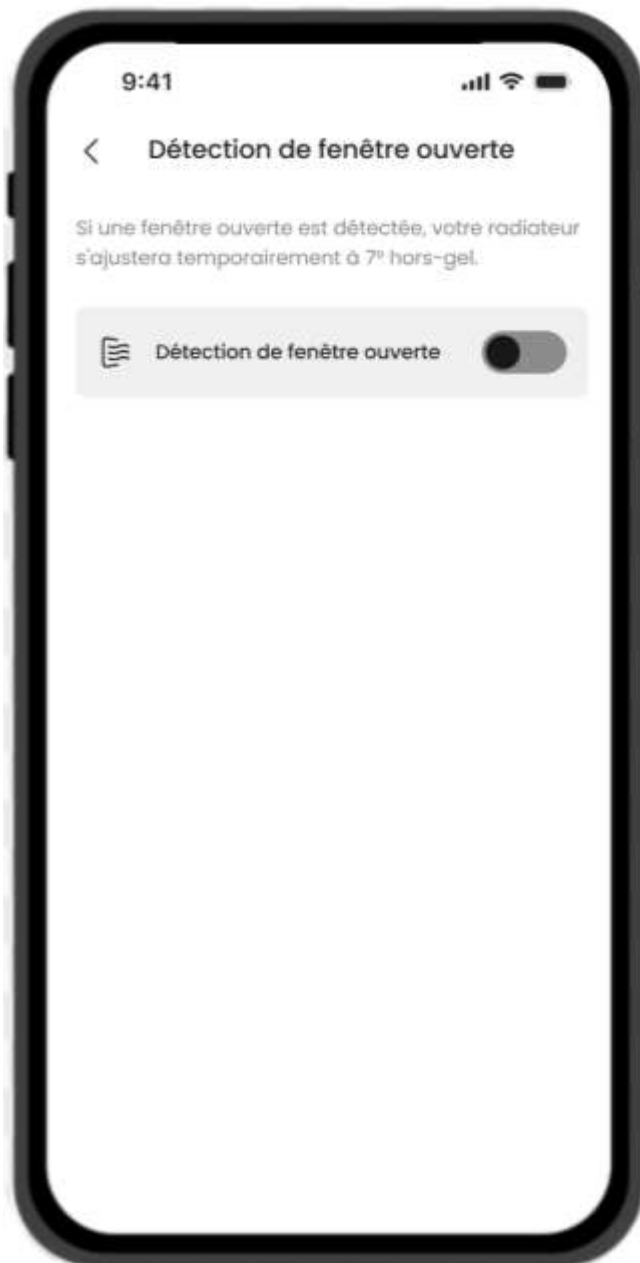 9:41
Détection de fenêtre ouverte
Si une fenêtre ouverte est détectée, votre radiateur
s'ajustera temporairement à 7º hors-gel.
Détection de fenêtre ouverte